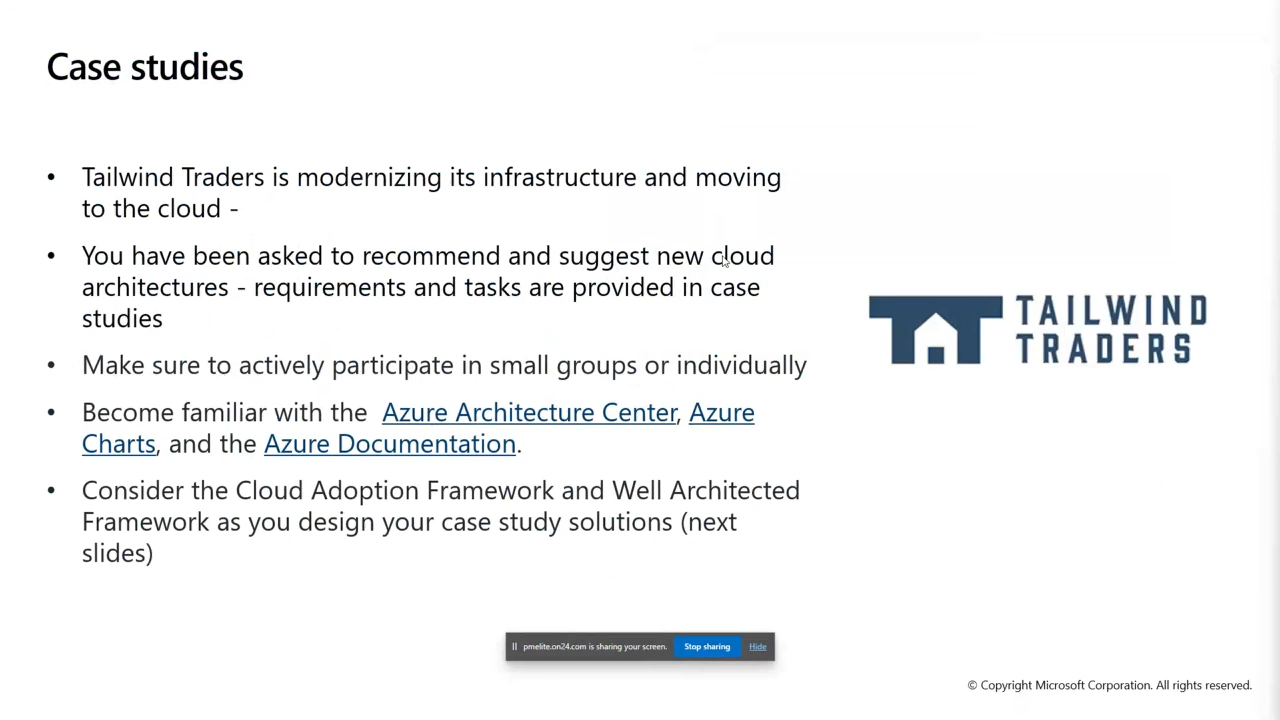 Case studies
• Tailwind Traders is modernizing its infrastructure and moving
to the cloud -
• You have been asked to recommend and suggest new cloud
architectures - requirements and tasks are provided in case
studies
• Make sure to actively participate in small groups or individually
• Become familiar with the Azure Architecture Center, Azure
Charts, and the Azure Documentation.
• Consider the Cloud Adoption Framework and Well Architected
Framework as you design your case study solutions (next
slides)
TAILWIND
TRADERS
pmelite.on24.com is sharing your screen. Stop sharing Hide
© Copyright Microsoft Corporation. All rights reserved.